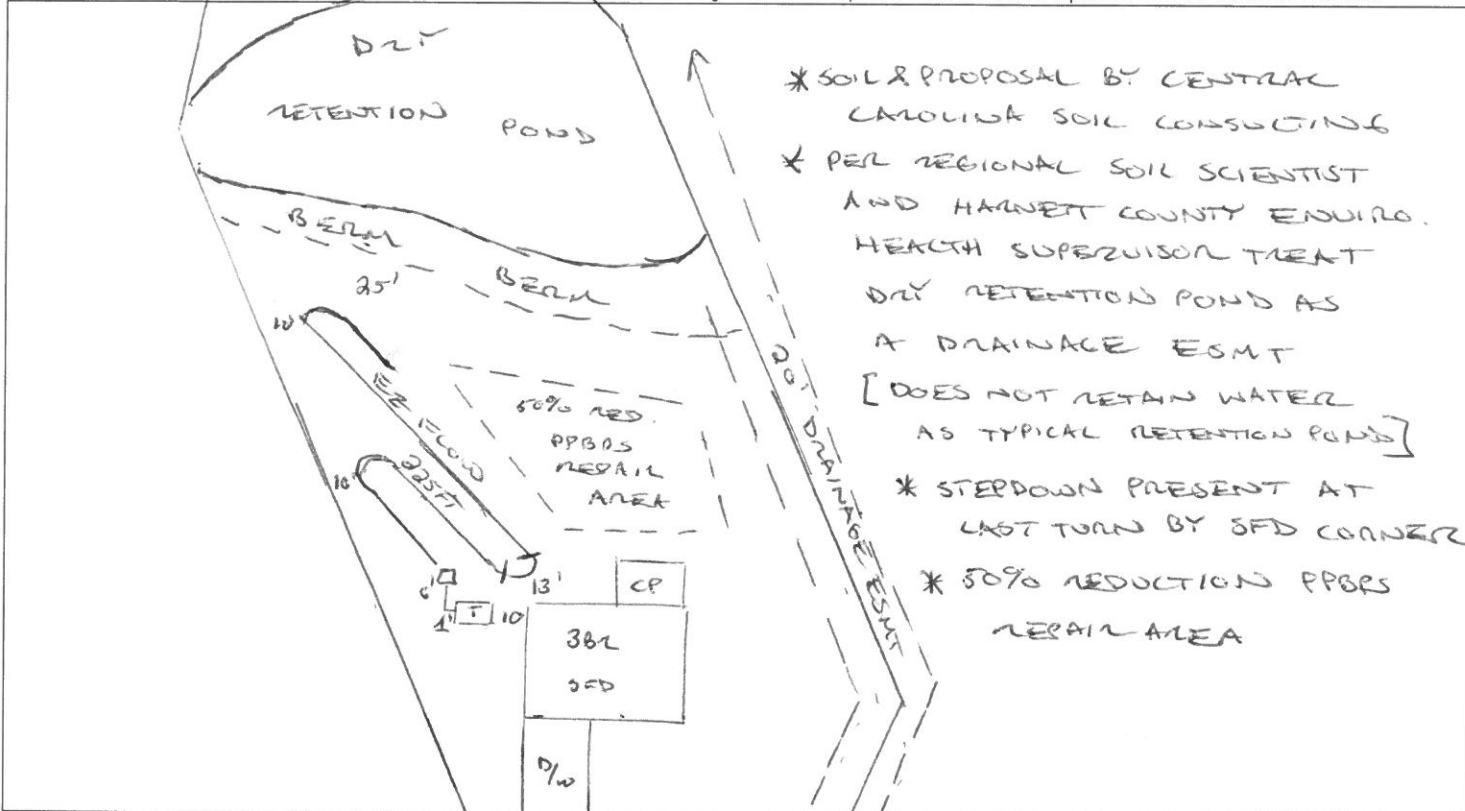 DRY
RETENTION POND
BERM
BERM
25'
10'
EZ FLOW
225ft
10'
50% RED.
PPBPS
REPAIR
AREA
20' DRAINAGE ESMT
6'
13'
1'
T
10
CP
3BR
SFD
D/W
* SOIL & PROPOSAL BY CENTRAL
CAROLINA SOIL CONSULTING
* PER REGIONAL SOIL SCIENTIST
AND HARNETT COUNTY ENVIRO.
HEALTH SUPERVISOR TREAT
DRY RETENTION POND AS
A DRAINAGE ESMT
[DOES NOT RETAIN WATER
AS TYPICAL RETENTION POND]
* STEPDOWN PRESENT AT
LAST TURN BY SFD CORNER
* 50% REDUCTION PPBPS
REPAIR AREA